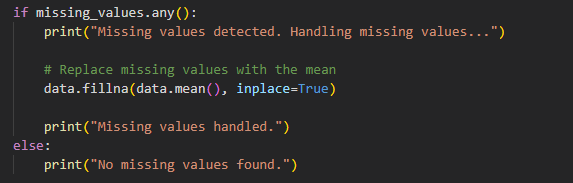 if missing_values.any():
    print("Missing values detected. Handling missing values...")
    # Replace missing values with the mean
    data.fillna(data.mean(), inplace=True)
    print("Missing values handled.")
else:
    print("No missing values found.")